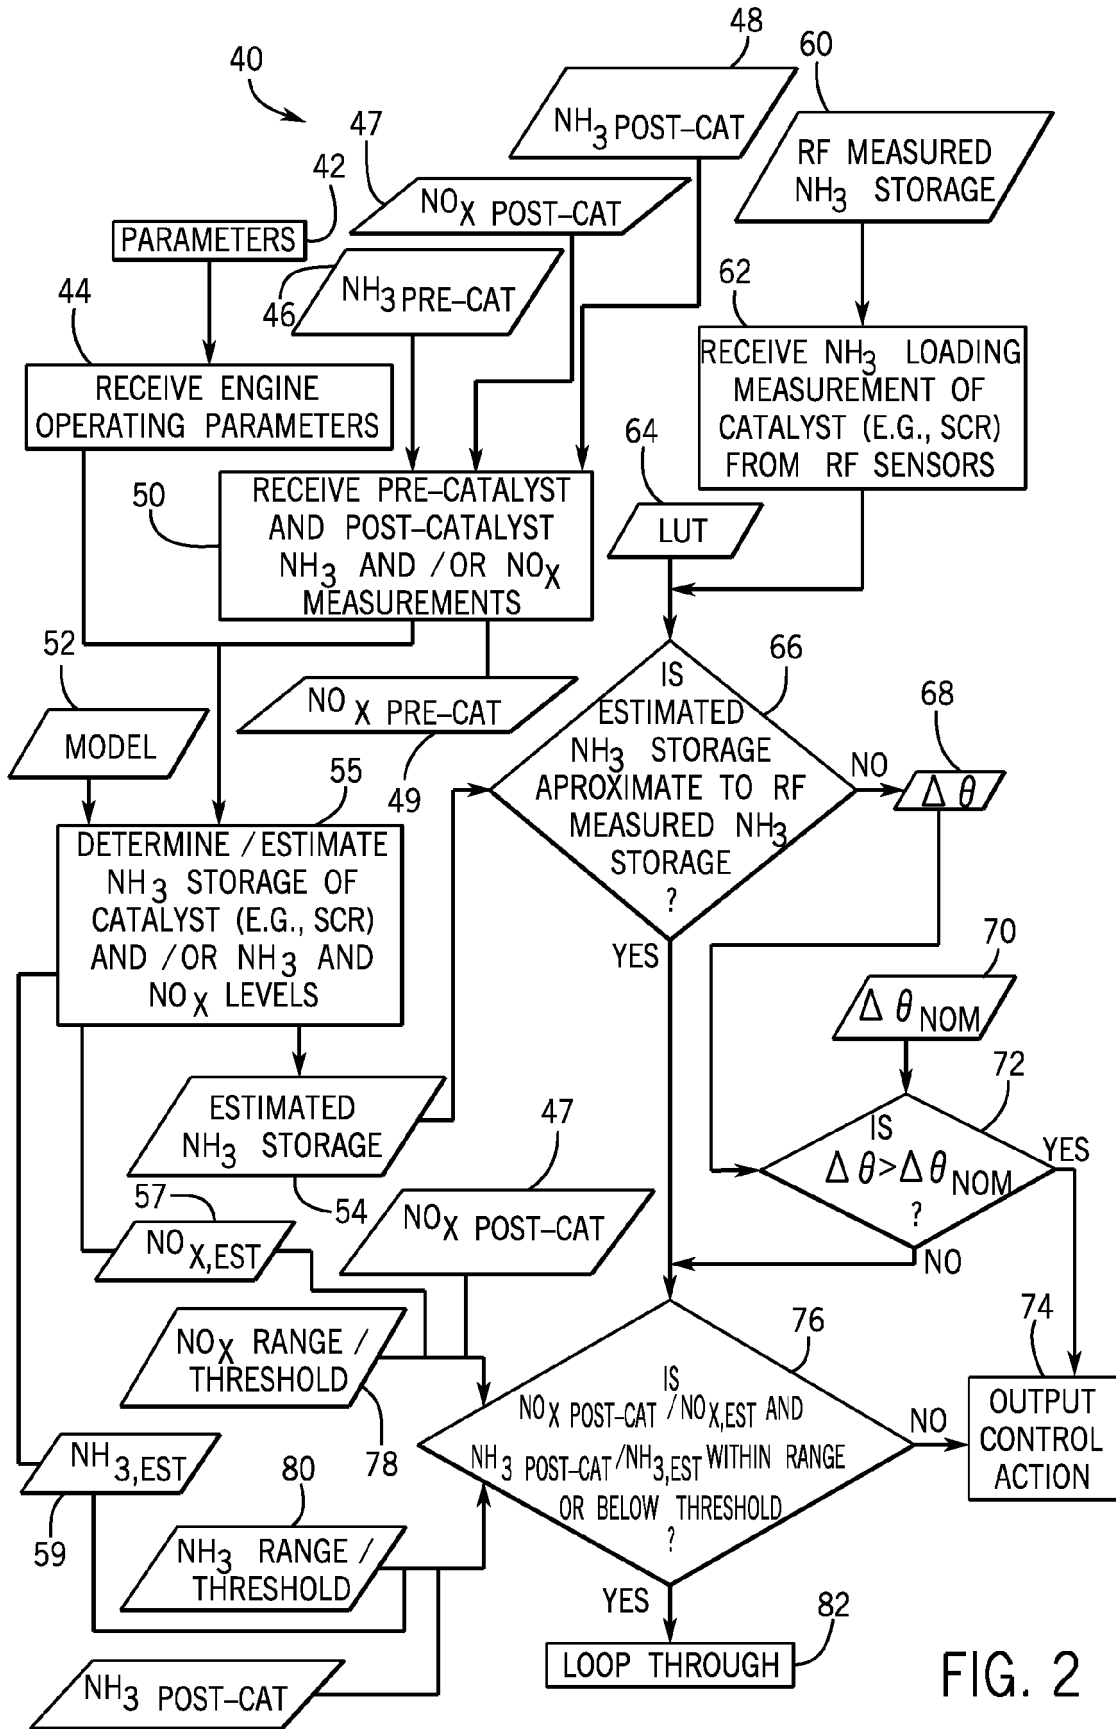 40
48
60
NH3 POST–CAT
47
RF MEASURED
NH3 STORAGE
42
NOX POST–CAT
PARAMETERS
46
NH3 PRE–CAT
44
62
RECEIVE ENGINE
OPERATING PARAMETERS
RECEIVE NH3 LOADING
MEASUREMENT OF
CATALYST (E.G., SCR)
FROM RF SENSORS
50
RECEIVE PRE–CATALYST
AND POST–CATALYST
NH3 AND /OR NOX
MEASUREMENTS
64
LUT
52
MODEL
NOX PRE–CAT
49
66
IS
ESTIMATED
NH3 STORAGE
APROXIMATE TO RF
MEASURED NH3
STORAGE
?
NO
68
Δ θ
YES
55
DETERMINE /ESTIMATE
NH3 STORAGE OF
CATALYST (E.G., SCR)
AND /OR NH3 AND
NOX LEVELS
70
Δ θ NOM
72
IS
Δ θ > Δ θ NOM
?
YES
NO
ESTIMATED
NH3 STORAGE
54
57
NOX,EST
47
NOX POST–CAT
NOX RANGE /
THRESHOLD
78
76
IS
NOX POST–CAT /NOX,EST AND
NH3 POST–CAT /NH3,EST WITHIN RANGE
OR BELOW THRESHOLD
?
NO
74
OUTPUT
CONTROL
ACTION
NH3,EST
59
80
NH3 RANGE /
THRESHOLD
YES
82
LOOP THROUGH
NH3 POST–CAT
FIG. 2